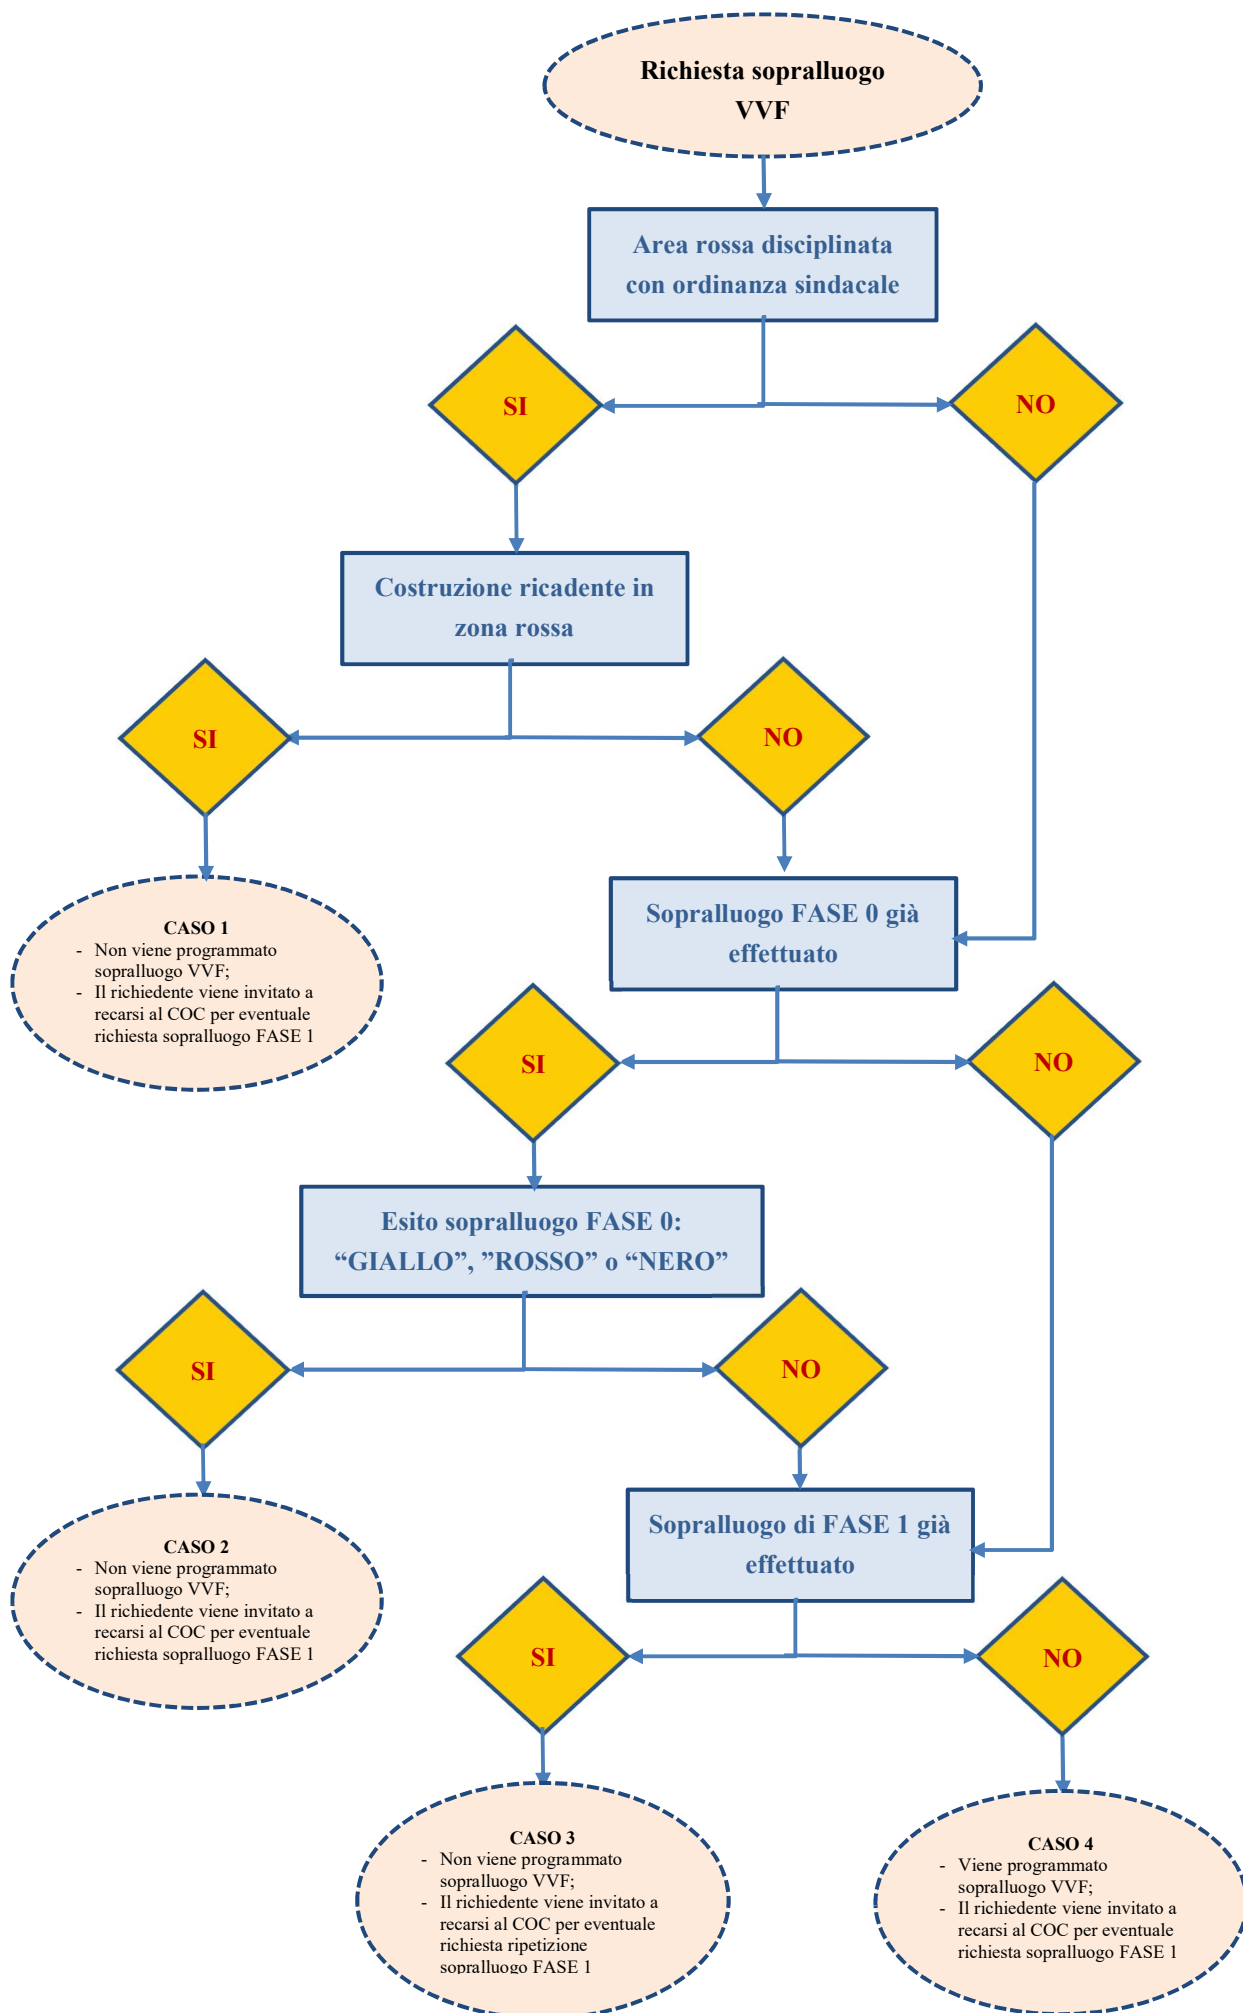 Richiesta sopralluogo
VVF
Area rossa disciplinata
con ordinanza sindacale
SI
NO
Costruzione ricadente in
zona rossa
SI
NO
CASO 1
- Non viene programmato
sopralluogo VVF;
- Il richiedente viene invitato a
recarsi al COC per eventuale
richiesta sopralluogo FASE 1
Sopralluogo FASE 0 già
effettuato
SI
NO
Esito sopralluogo FASE 0:
“GIALLO”, ”ROSSO” o “NERO”
SI
NO
CASO 2
- Non viene programmato
sopralluogo VVF;
- Il richiedente viene invitato a
recarsi al COC per eventuale
richiesta sopralluogo FASE 1
Sopralluogo di FASE 1 già
effettuato
SI
NO
CASO 3
- Non viene programmato
sopralluogo VVF;
- Il richiedente viene invitato a
recarsi al COC per eventuale
richiesta ripetizione
sopralluogo FASE 1
CASO 4
- Viene programmato
sopralluogo VVF;
- Il richiedente viene invitato a
recarsi al COC per eventuale
richiesta sopralluogo FASE 1